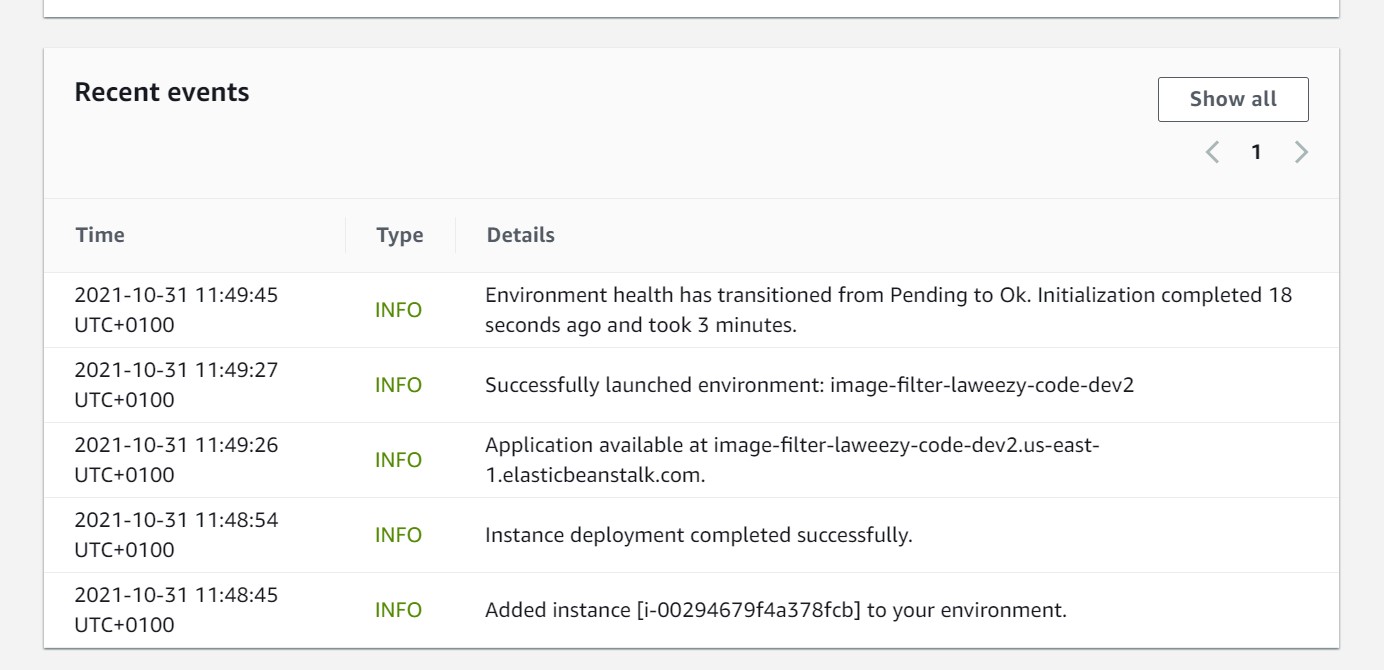 Recent events
Show all
1
Time Type Details
2021-10-31 11:49:45
UTC+0100
INFO
Environment health has transitioned from Pending to Ok. Initialization completed 18
seconds ago and took 3 minutes.
2021-10-31 11:49:27
UTC+0100
INFO
Successfully launched environment: image-filter-laweezy-code-dev2
2021-10-31 11:49:26
UTC+0100
INFO
Application available at image-filter-laweezy-code-dev2.us-east-
1.elasticbeanstalk.com.
2021-10-31 11:48:54
UTC+0100
INFO
Instance deployment completed successfully.
2021-10-31 11:48:45
UTC+0100
INFO
Added instance [i-00294679f4a378fcb] to your environment.